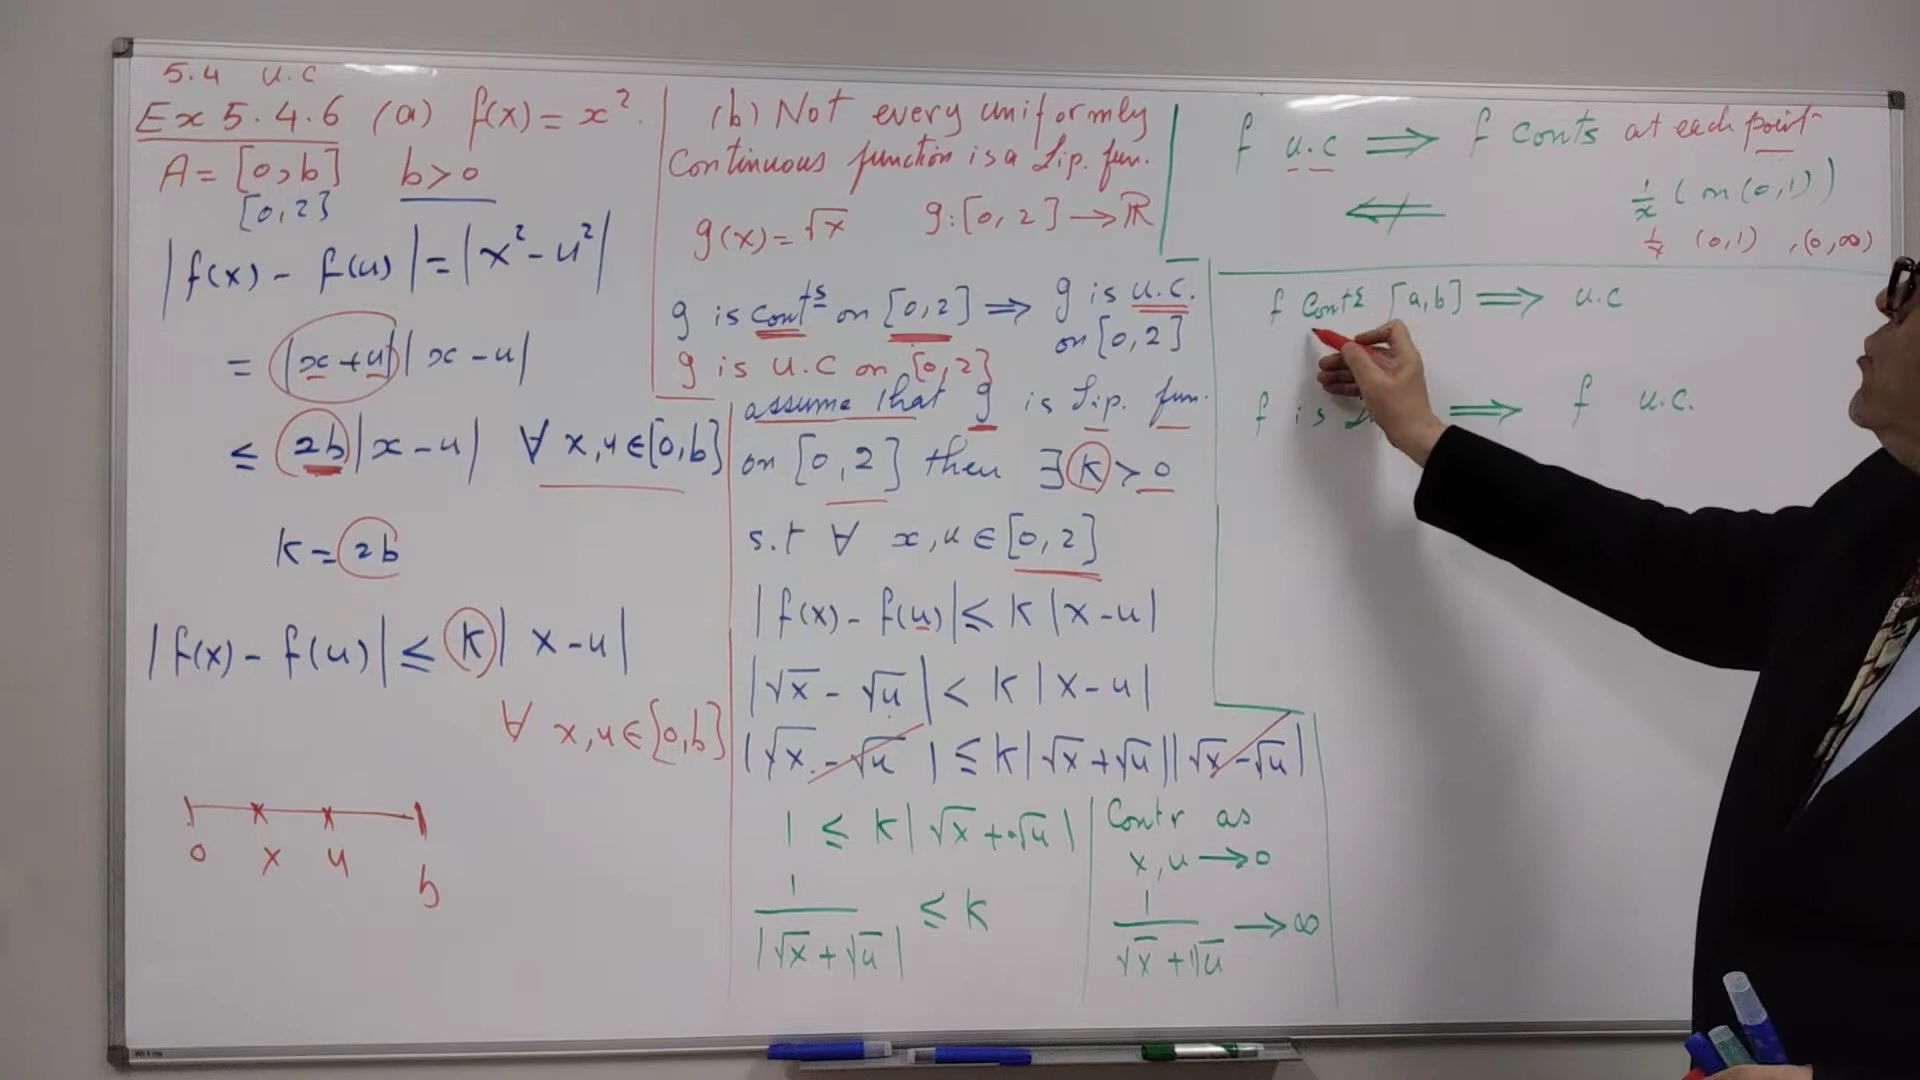 5.4 u.c
Ex 5.4.6 (a) f(x) = x².
A = [0,b] b>0
[0,2]
|f(x) - f(u)| = |x² - u²|
= |x+u||x-u|
≤ 2b|x-u| ∀ x,u∈[0,b]
K = 2b
|f(x) - f(u)| ≤ K| x-u|
∀ x,u∈[0,b]
0 x u b
(b) Not every uniformly
continuous function is a Lip. fun.
g(x) = √x g:[0,2] → ℝ
g is contˢ on [0,2] ⟹ g is u.c.
on [0,2]
g is u.c on [0,2]
assume that g is Lip. fun.
on [0,2] then ∃ K > 0
s.t ∀ x,u ∈ [0,2]
|f(x) - f(u)| ≤ K |x-u|
|√x - √u| < K |x-u|
|√x - √u| ≤ K|√x+√u||√x-√u|
1 ≤ K|√x+√u|
1/|√x+√u| ≤ K
Contr as
x,u → 0
1/√x+√u → ∞
f u.c ⟹ f conts at each point
⟸̸
1/x (on (0,1))
1/x (0,1) , (0,∞)
f contˢ [a,b] ⟹ u.c
f is ⟹ f u.c.